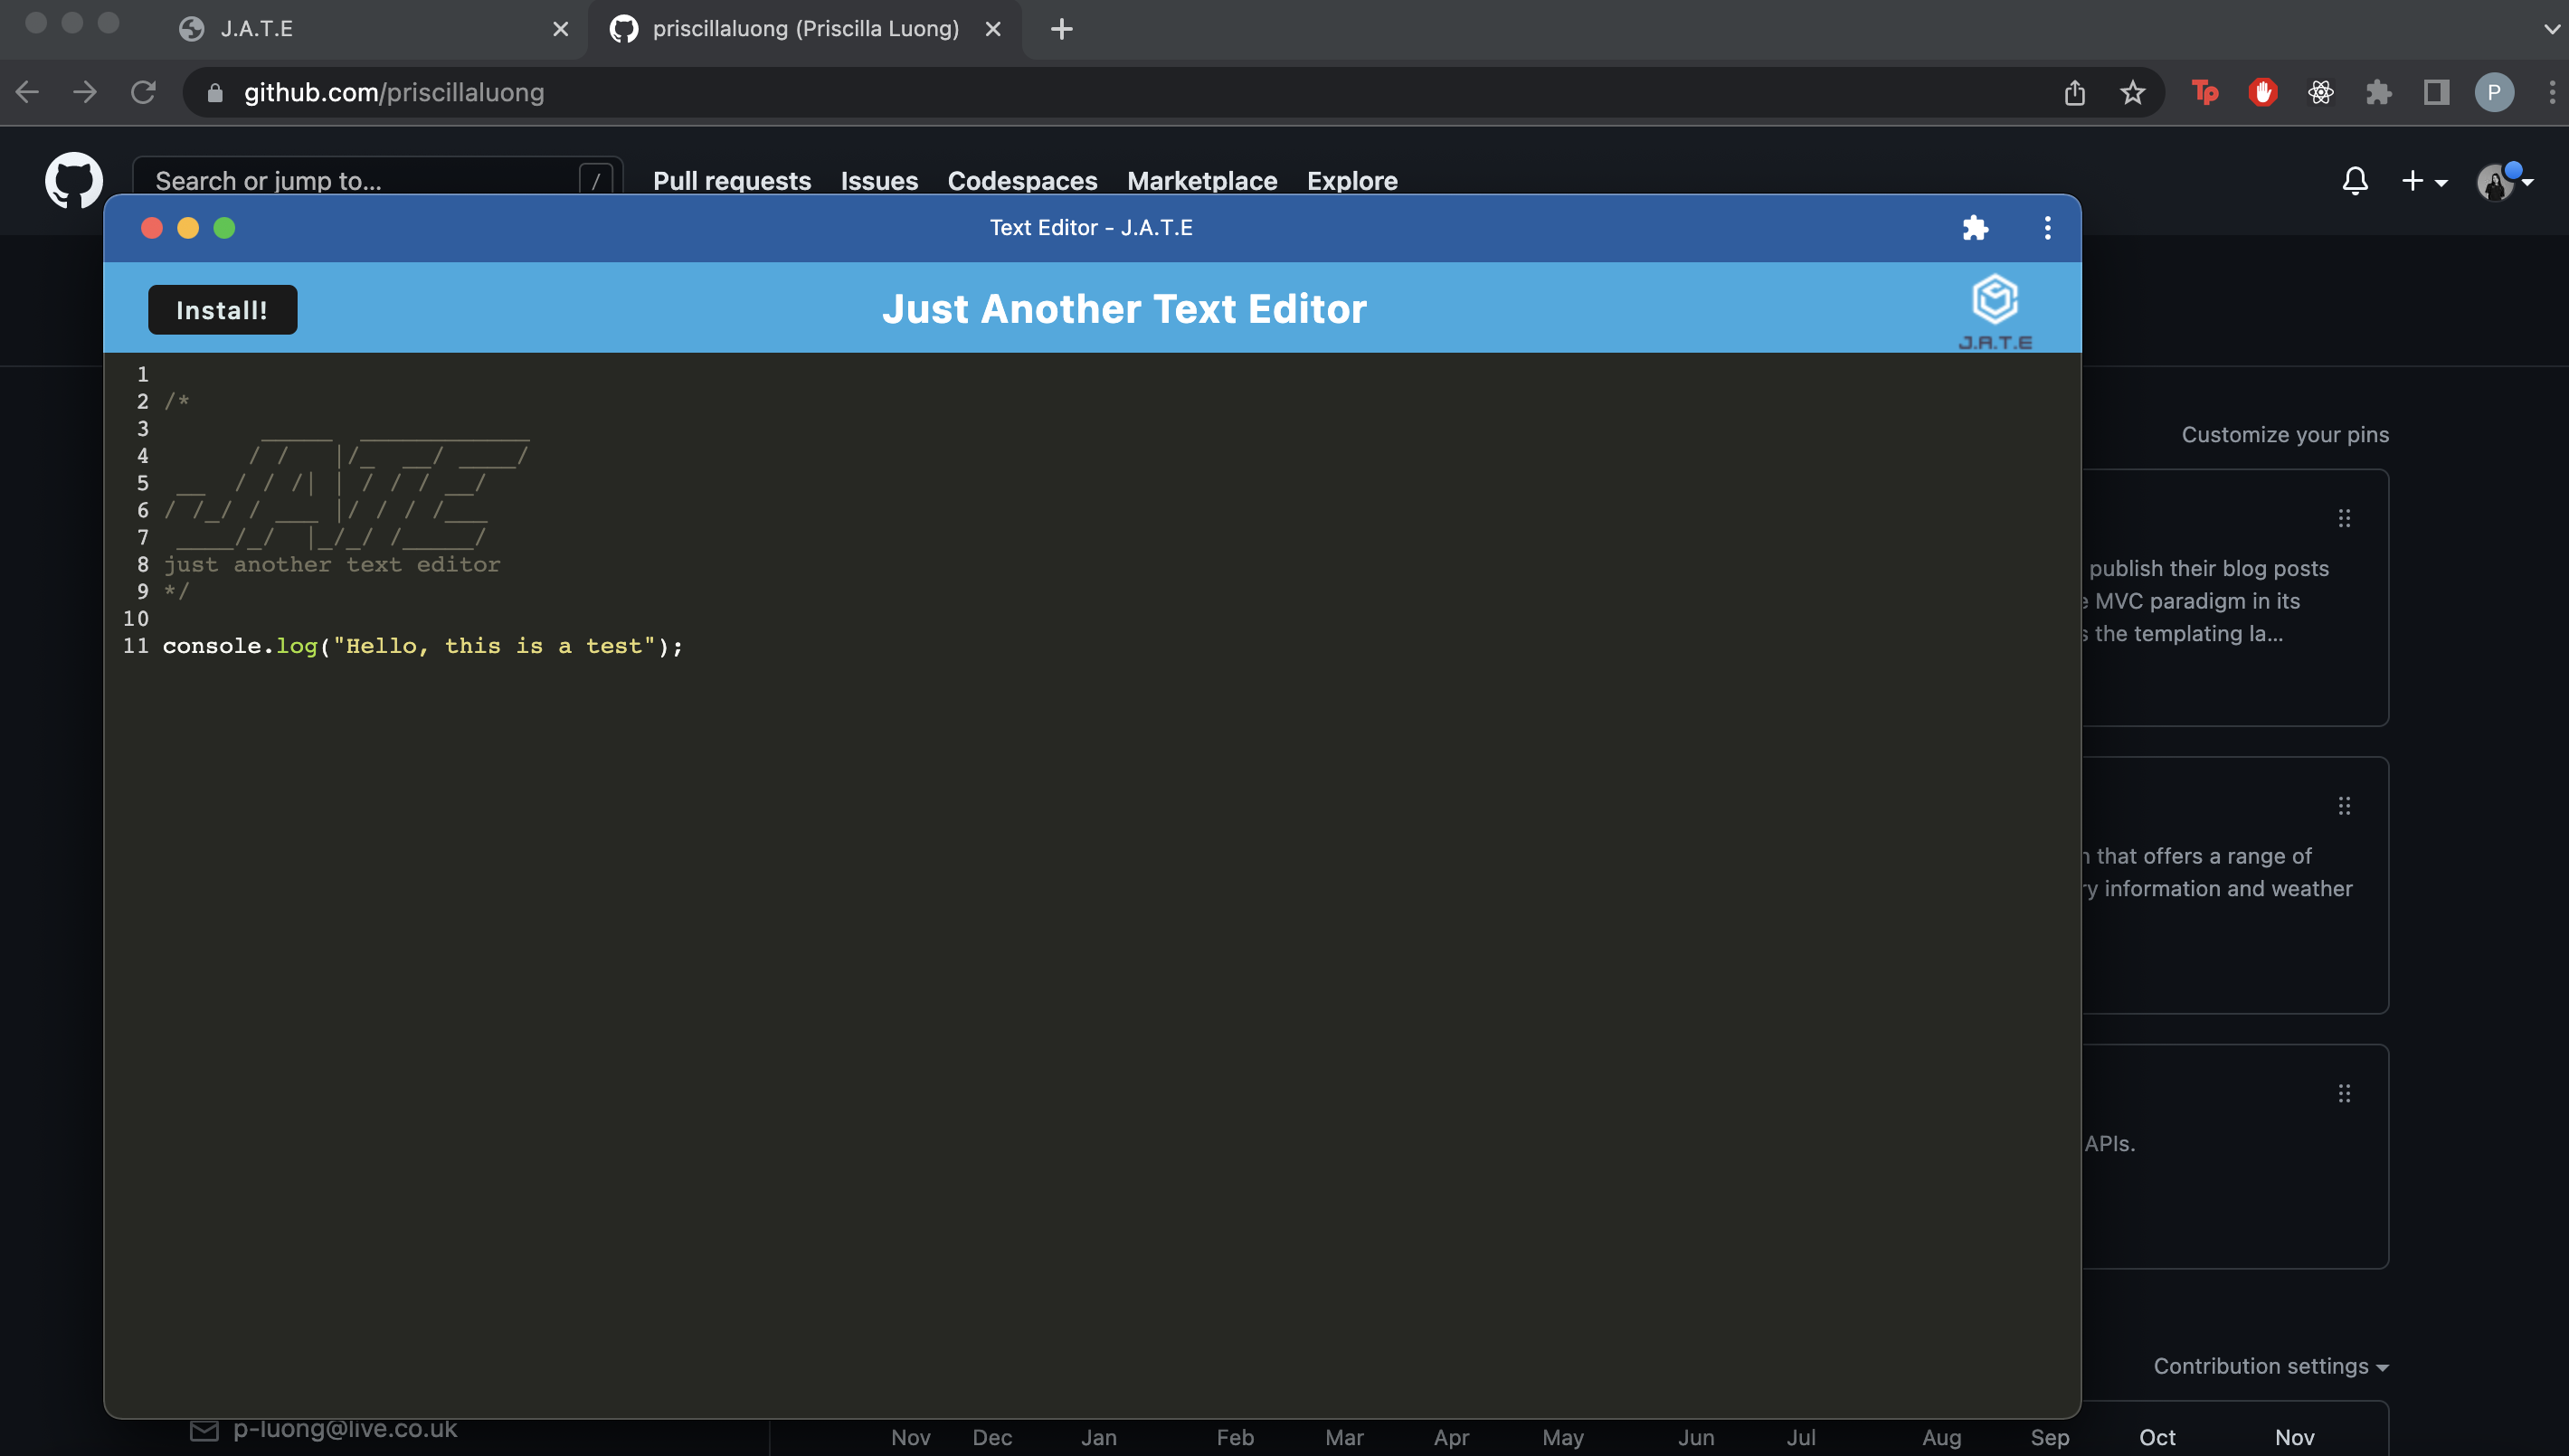 J.A.T.E
priscillaluong (Priscilla Luong)
github.com/priscillaluong
Tp
P
Search or jump to... /
Pull requests Issues Codespaces Marketplace Explore
Text Editor - J.A.T.E
Install!
Just Another Text Editor
J.A.T.E
1
2 /*
3       _____  ____________
4      / /   |/_  __/ ____/
5 __  / / /| | / / / __/
6 / /_/ / ___ |/ / / /___
7 ____/_/  |_/_/ /_____/
8 just another text editor
9 */
10
11 console.log("Hello, this is a test");
Customize your pins
publish their blog posts
MVC paradigm in its
the templating la...
that offers a range of
information and weather
APIs.
Contribution settings
p-luong@live.co.uk
Nov Dec Jan Feb Mar Apr May Jun Jul Aug Sep Oct Nov